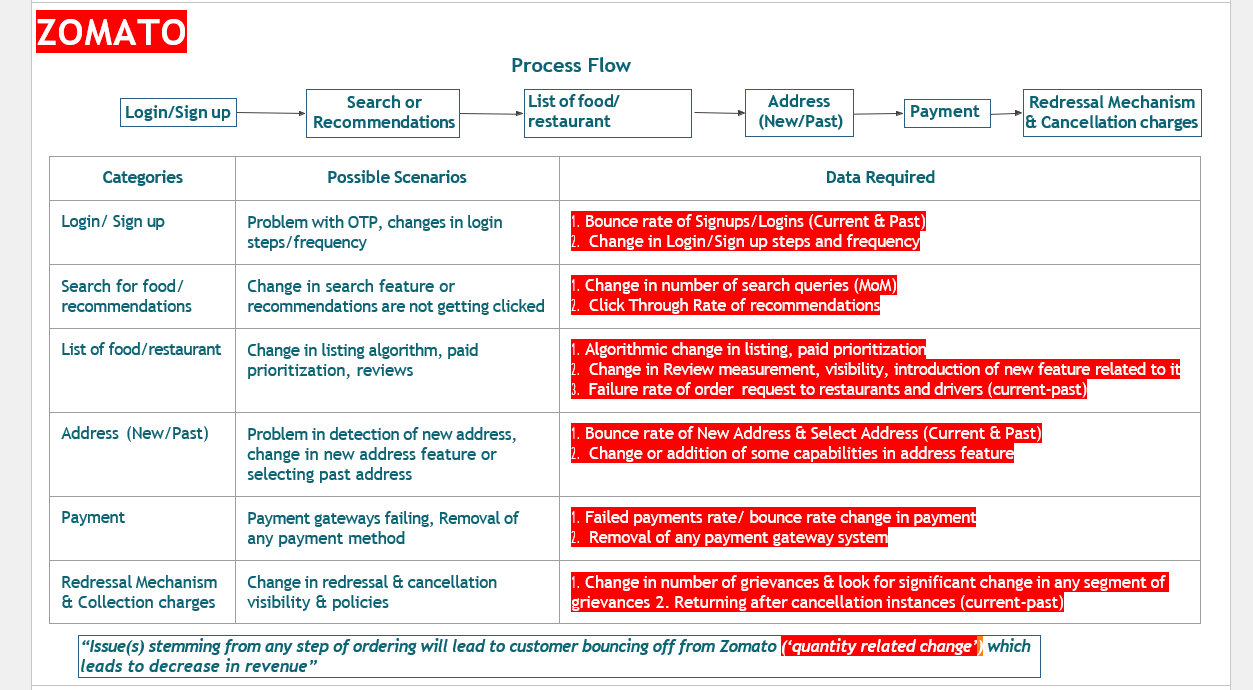 ZOMATO
Process Flow
Login/Sign up
Search or
Recommendations
List of food/
restaurant
Address
(New/Past)
Payment
Redressal Mechanism
& Cancellation charges
Categories
Possible Scenarios
Data Required
Login/ Sign up
Problem with OTP, changes in login
steps/frequency
1. Bounce rate of Signups/Logins (Current & Past)
2. Change in Login/Sign up steps and frequency
Search for food/
recommendations
Change in search feature or
recommendations are not getting clicked
1. Change in number of search queries (MoM)
2. Click Through Rate of recommendations
List of food/restaurant
Change in listing algorithm, paid
prioritization, reviews
1. Algorithmic change in listing, paid prioritization
2. Change in Review measurement, visibility, introduction of new feature related to it
3. Failure rate of order request to restaurants and drivers (current-past)
Address (New/Past)
Problem in detection of new address,
change in new address feature or
selecting past address
1. Bounce rate of New Address & Select Address (Current & Past)
2. Change or addition of some capabilities in address feature
Payment
Payment gateways failing, Removal of
any payment method
1. Failed payments rate/ bounce rate change in payment
2. Removal of any payment gateway system
Redressal Mechanism
& Collection charges
Change in redressal & cancellation
visibility & policies
1. Change in number of grievances & look for significant change in any segment of
grievances 2. Returning after cancellation instances (current-past)
“Issue(s) stemming from any step of ordering will lead to customer bouncing off from Zomato (‘quantity related change’) which
leads to decrease in revenue”